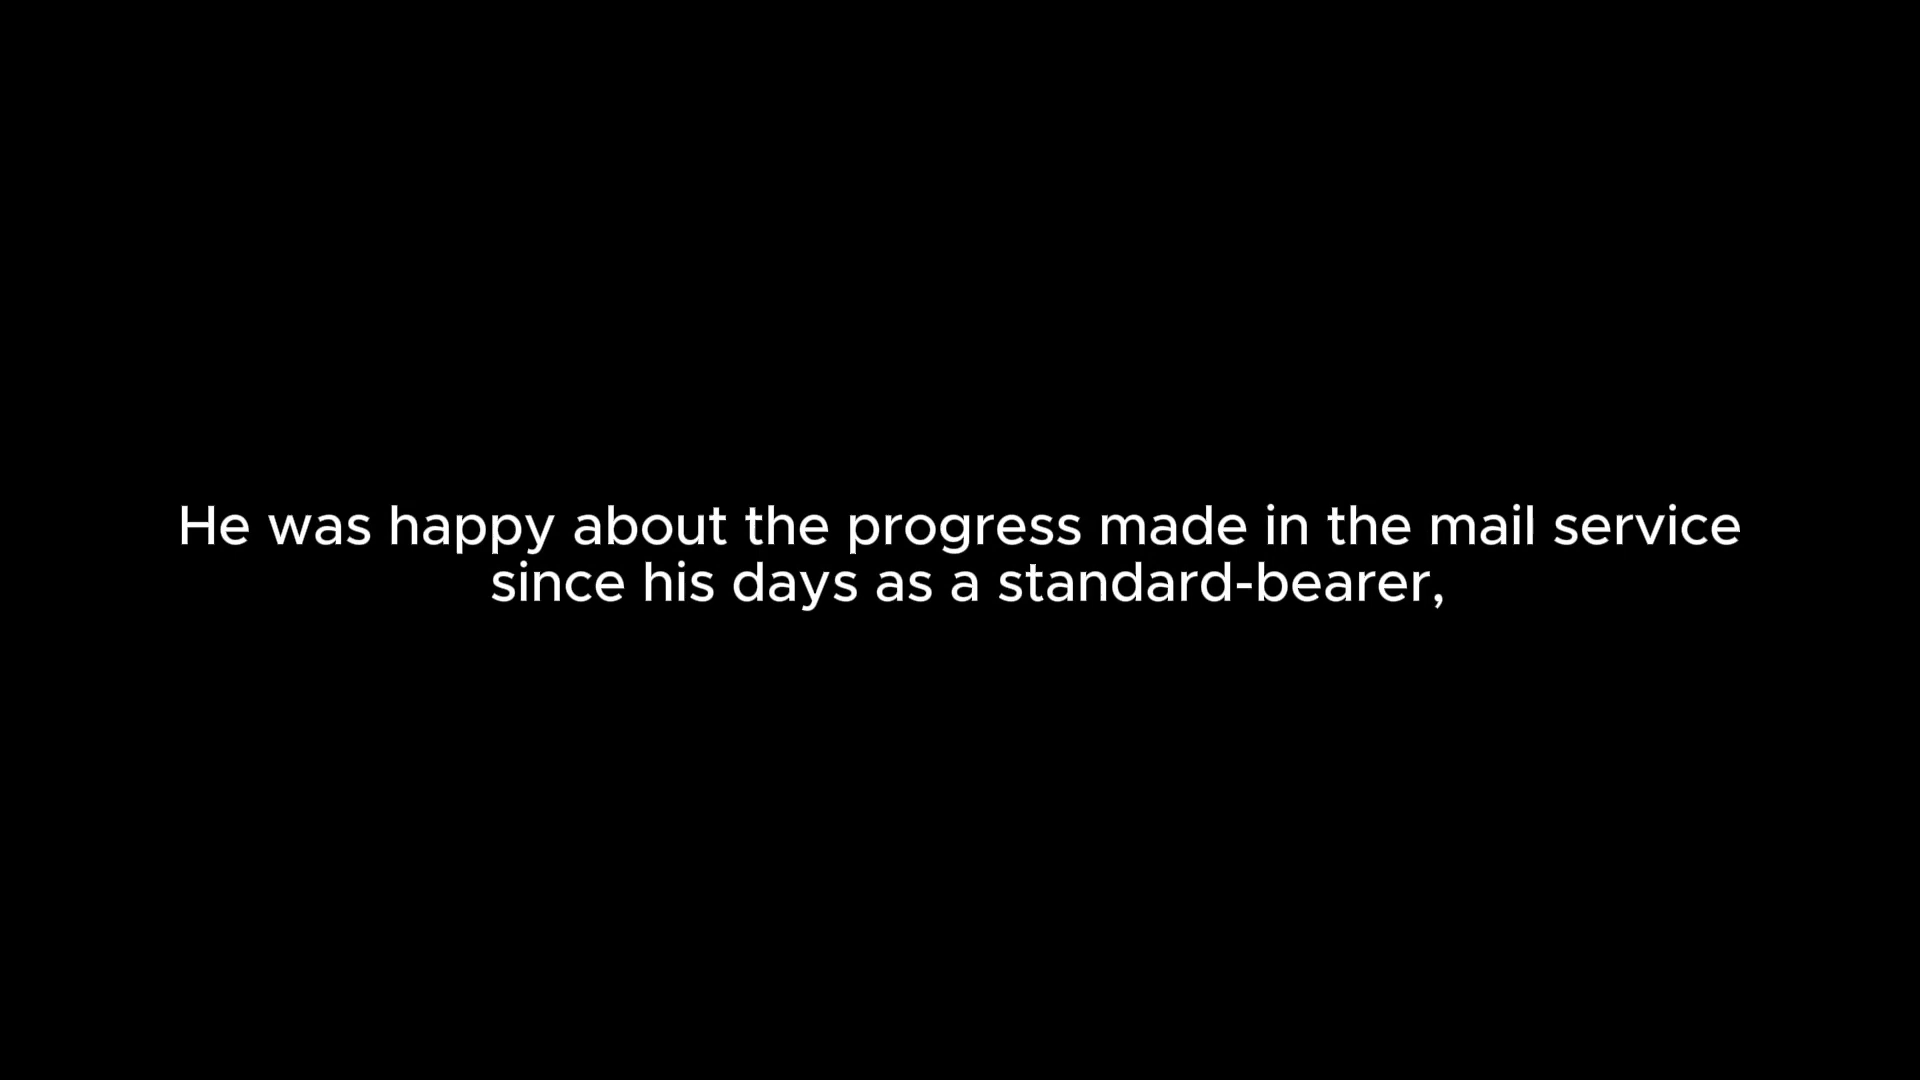 He was happy about the progress made in the mail service
since his days as a standard-bearer,